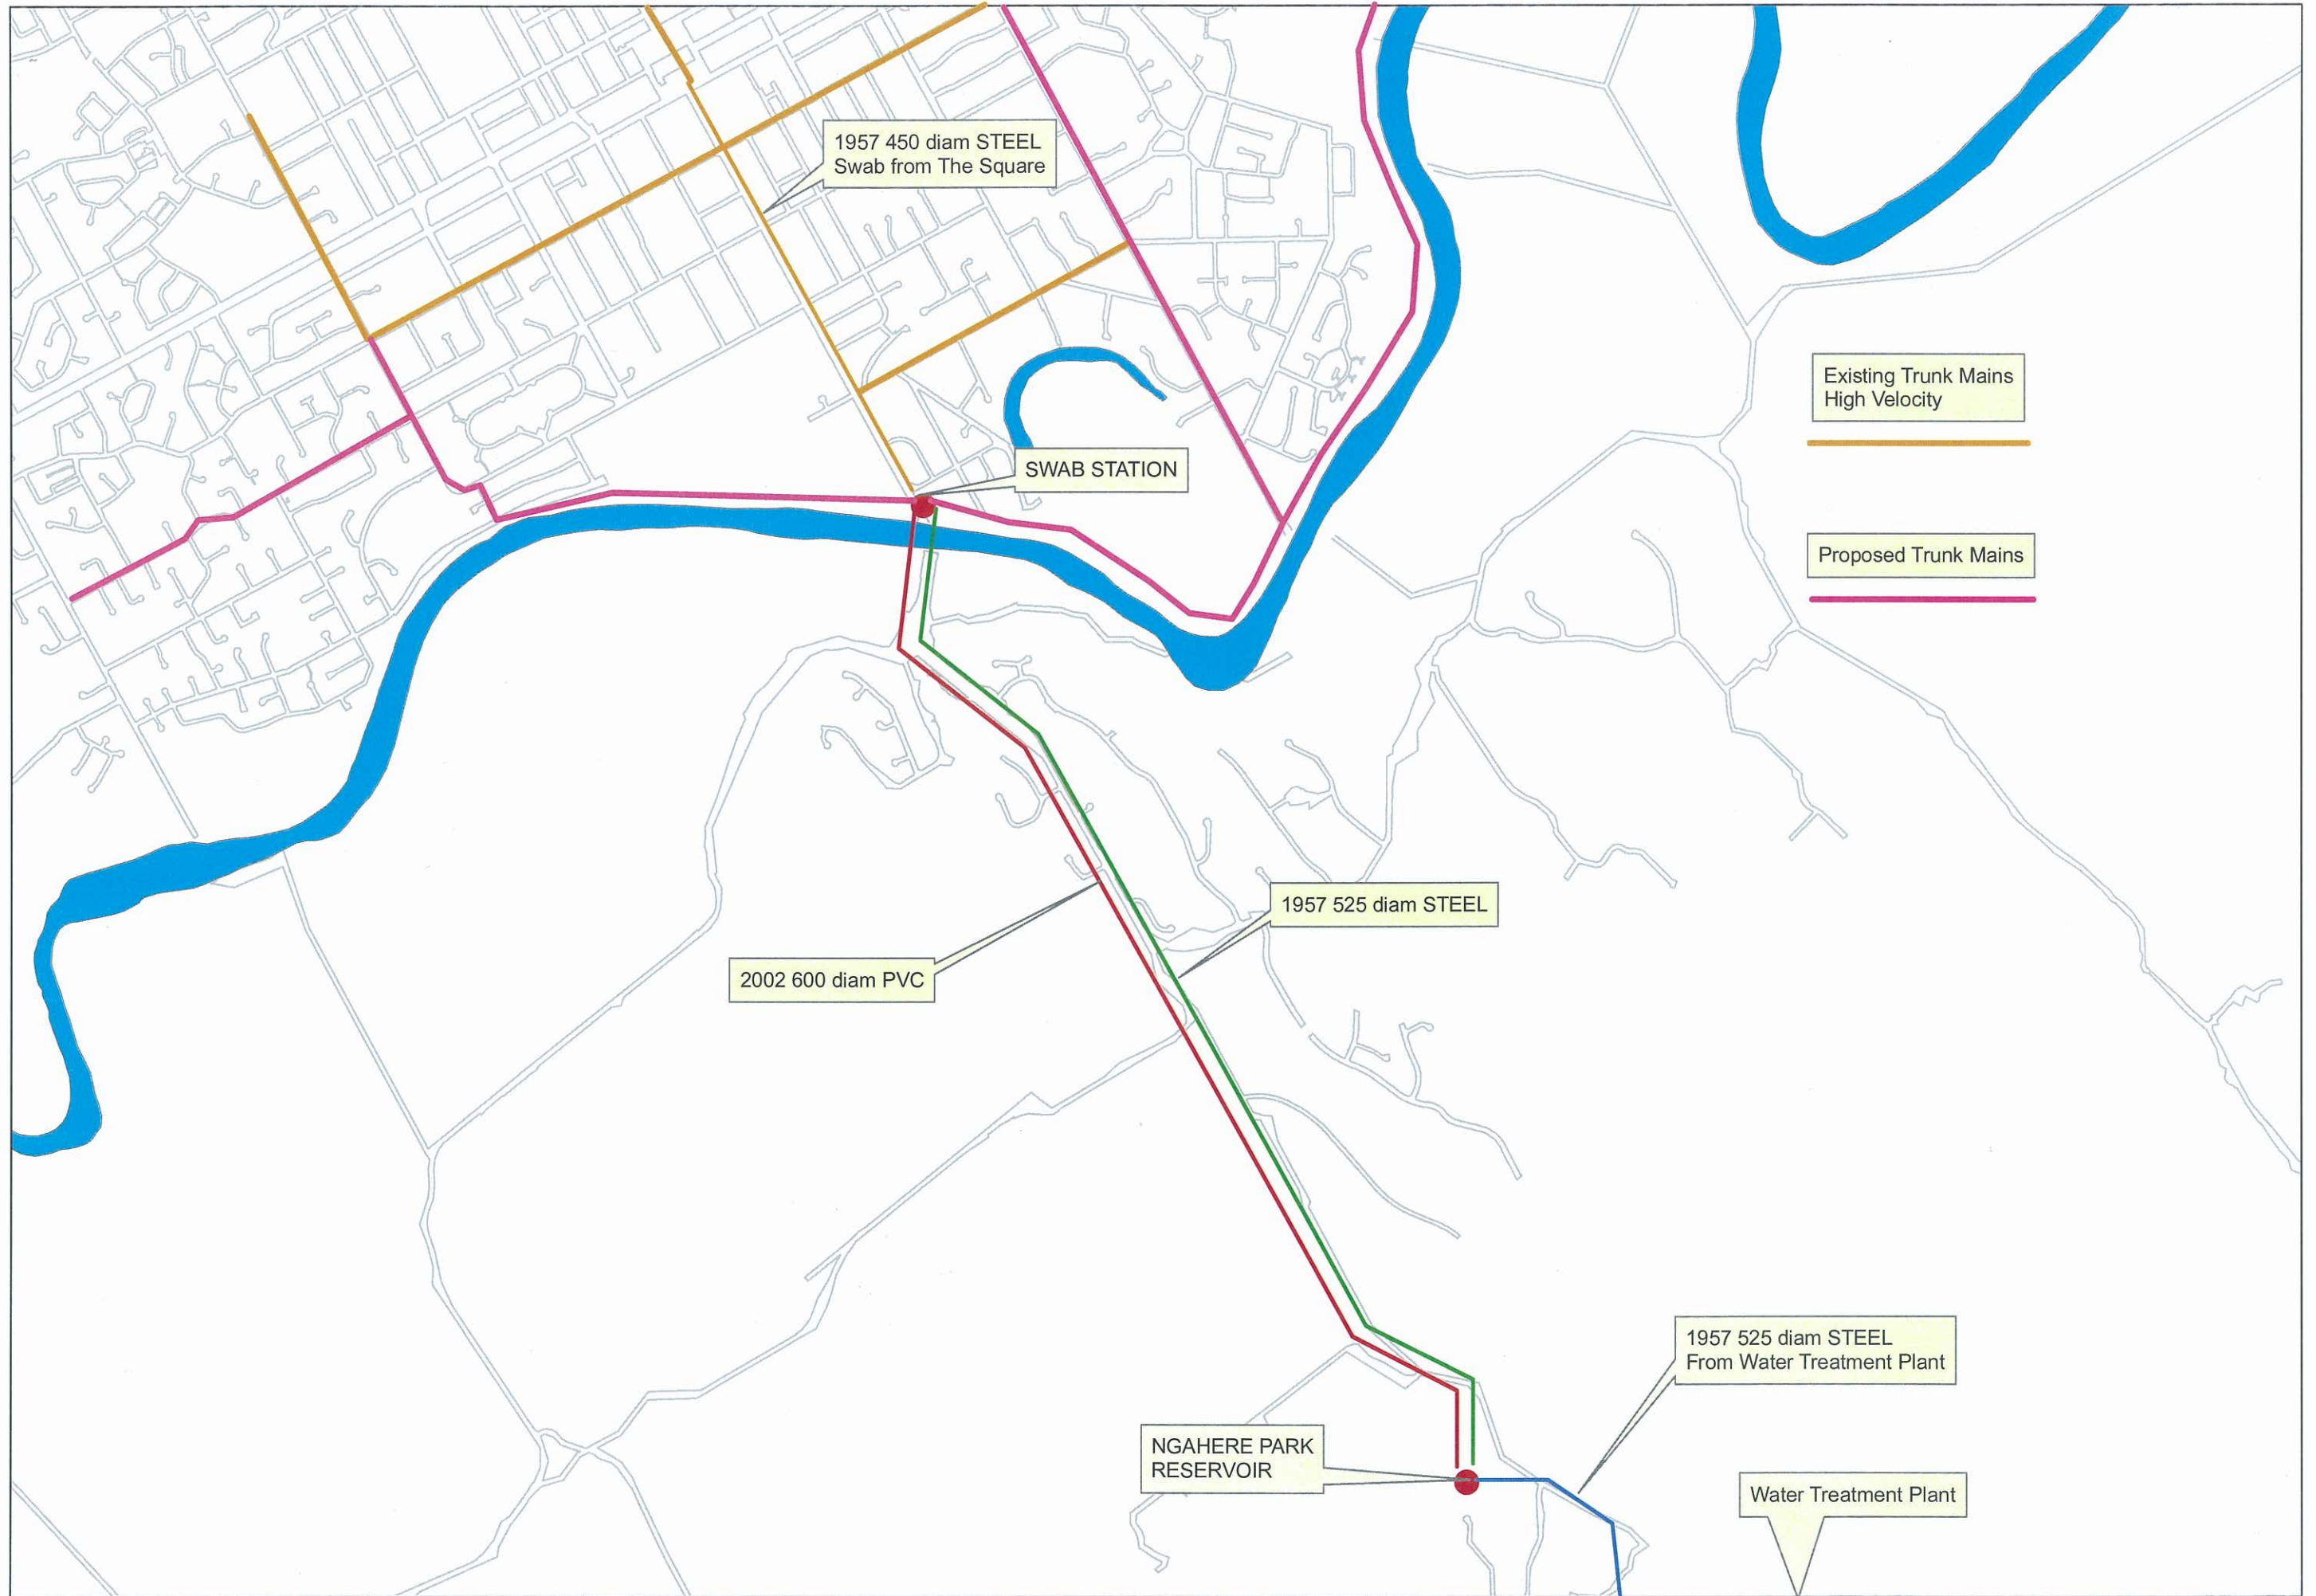 1957 450 diam STEEL
Swab from The Square
Existing Trunk Mains
High Velocity
SWAB STATION
Proposed Trunk Mains
1957 525 diam STEEL
2002 600 diam PVC
1957 525 diam STEEL
From Water Treatment Plant
NGAHERE PARK
RESERVOIR
Water Treatment Plant